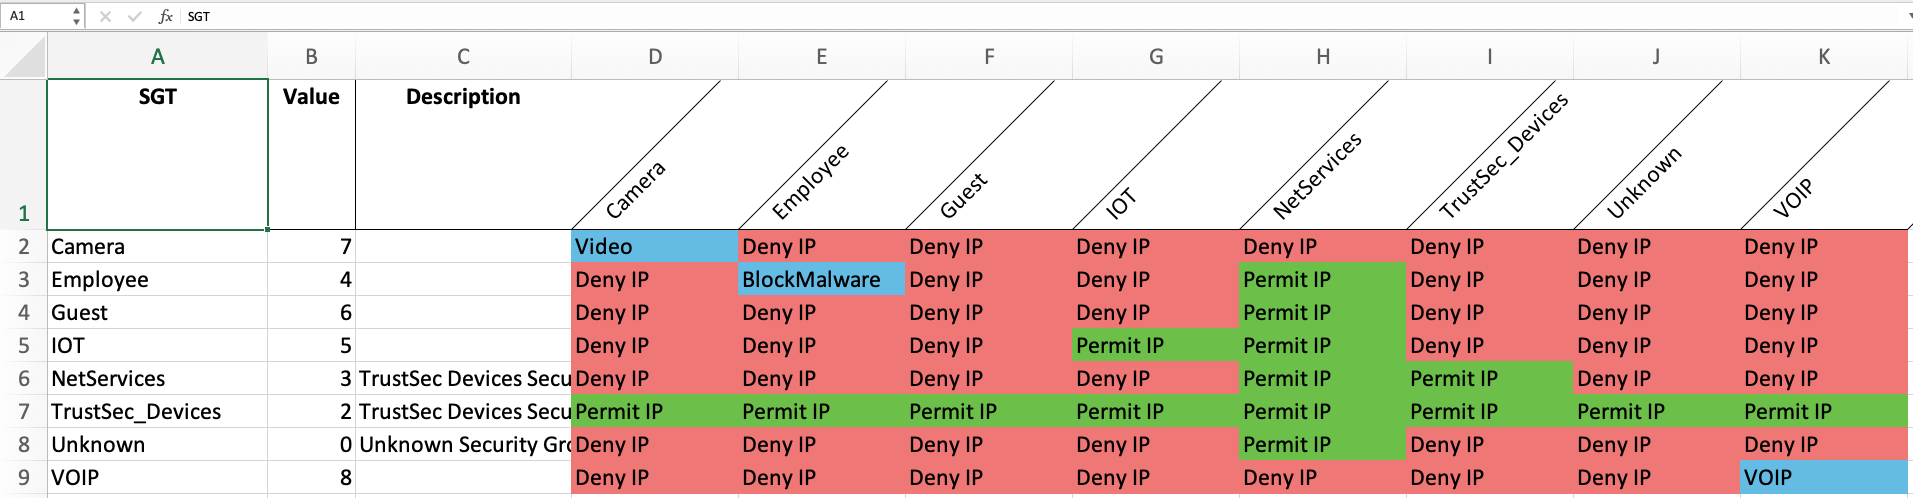 A1 fx SGT
A B C D E F G H I J K
1 SGT Value Description Camera Employee Guest IOT NetServices TrustSec_Devices Unknown VOIP
2 Camera 7 Video Deny IP Deny IP Deny IP Deny IP Deny IP Deny IP Deny IP
3 Employee 4 Deny IP BlockMalware Deny IP Deny IP Permit IP Deny IP Deny IP Deny IP
4 Guest 6 Deny IP Deny IP Deny IP Deny IP Permit IP Deny IP Deny IP Deny IP
5 IOT 5 Deny IP Deny IP Deny IP Permit IP Permit IP Deny IP Deny IP Deny IP
6 NetServices 3 TrustSec Devices Secu Deny IP Deny IP Deny IP Deny IP Permit IP Permit IP Deny IP Deny IP
7 TrustSec_Devices 2 TrustSec Devices Secu Permit IP Permit IP Permit IP Permit IP Permit IP Permit IP Permit IP Permit IP
8 Unknown 0 Unknown Security Gro Deny IP Deny IP Deny IP Deny IP Permit IP Deny IP Deny IP Deny IP
9 VOIP 8 Deny IP Deny IP Deny IP Deny IP Deny IP Deny IP Deny IP VOIP